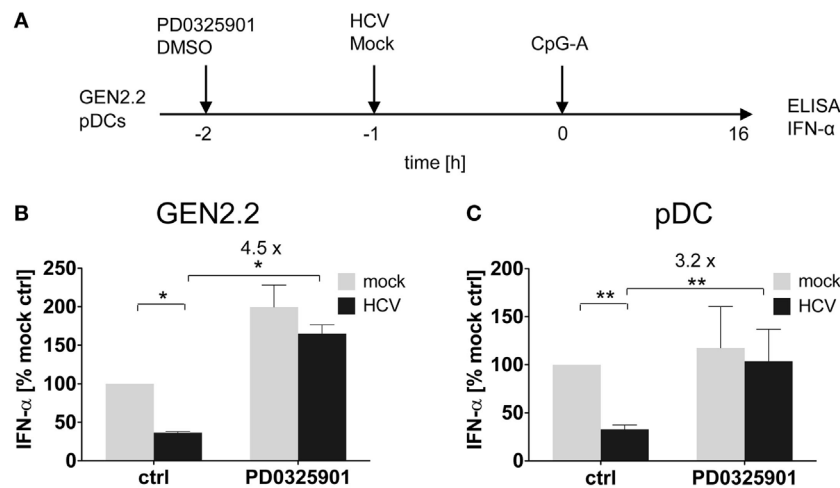 A
PD0325901
DMSO
HCV
Mock
CpG-A
GEN2.2
pDCs
ELISA
IFN-α
-2
-1
0
16
time [h]
B
GEN2.2
4.5 x
*
*
mock
HCV
IFN-α [% mock ctrl]
250
200
150
100
50
0
ctrl
PD0325901
C
pDC
3.2 x
**
**
mock
HCV
IFN-α [% mock ctrl]
200
150
100
50
0
ctrl
PD0325901